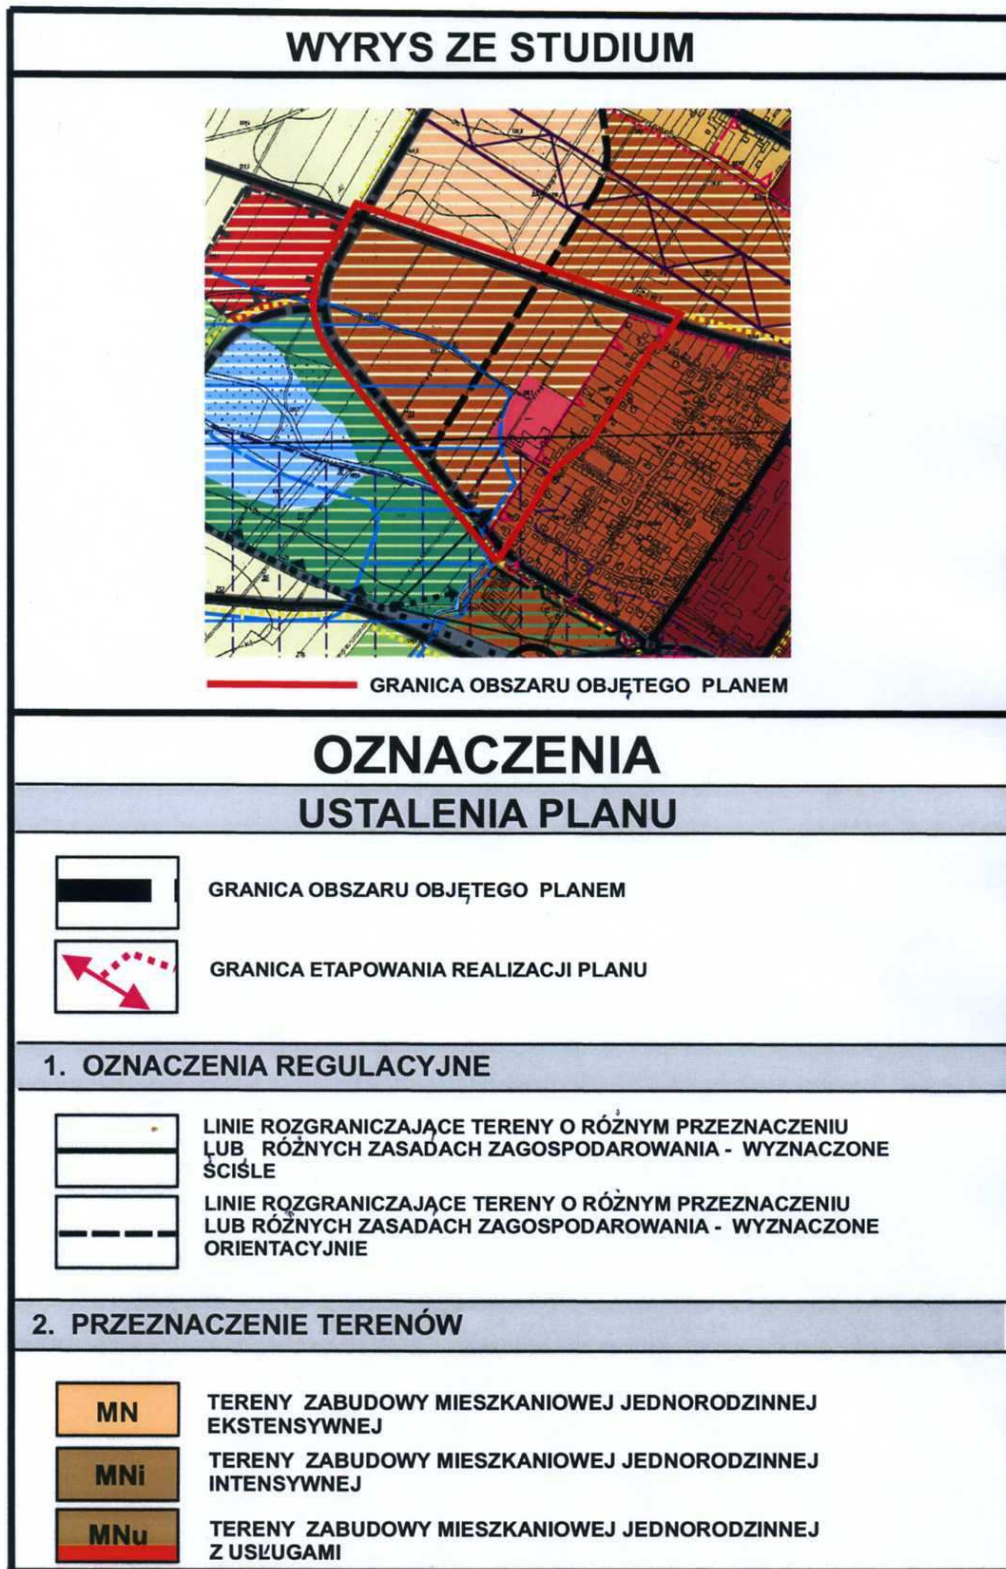 WYRYS ZE STUDIUM
GRANICA OBSZARU OBJĘTEGO PLANEM
OZNACZENIA
USTALENIA PLANU
GRANICA OBSZARU OBJĘTEGO PLANEM
GRANICA ETAPOWANIA REALIZACJI PLANU
1. OZNACZENIA REGULACYJNE
LINIE ROZGRANICZAJĄCE TERENY O RÓŻNYM PRZEZNACZENIU
LUB RÓŻNYCH ZASADACH ZAGOSPODAROWANIA - WYZNACZONE
ŚCIŚLE
LINIE ROZGRANICZAJĄCE TERENY O RÓŻNYM PRZEZNACZENIU
LUB RÓŻNYCH ZASADACH ZAGOSPODAROWANIA - WYZNACZONE
ORIENTACYJNIE
2. PRZEZNACZENIE TERENÓW
MN
TERENY ZABUDOWY MIESZKANIOWEJ JEDNORODZINNEJ
EKSTENSYWNEJ
MNi
TERENY ZABUDOWY MIESZKANIOWEJ JEDNORODZINNEJ
INTENSYWNEJ
MNu
TERENY ZABUDOWY MIESZKANIOWEJ JEDNORODZINNEJ
Z USŁUGAMI